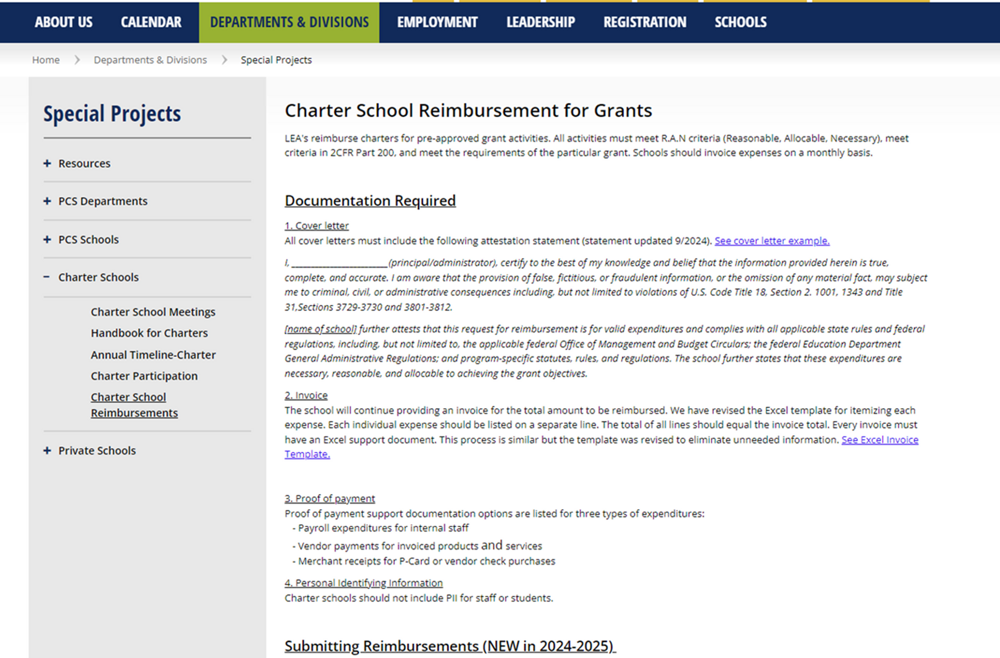 ABOUT US CALENDAR DEPARTMENTS & DIVISIONS EMPLOYMENT LEADERSHIP REGISTRATION SCHOOLS
Home > Departments & Divisions > Special Projects
Special Projects
+ Resources
+ PCS Departments
+ PCS Schools
− Charter Schools
Charter School Meetings
Handbook for Charters
Annual Timeline-Charter
Charter Participation
Charter School
Reimbursements
+ Private Schools
Charter School Reimbursement for Grants
LEA's reimburse charters for pre-approved grant activities. All activities must meet R.A.N criteria (Reasonable, Allocable, Necessary), meet
criteria in 2CFR Part 200, and meet the requirements of the particular grant. Schools should invoice expenses on a monthly basis.
Documentation Required
1. Cover letter
All cover letters must include the following attestation statement (statement updated 9/2024). See cover letter example.
I, ______________________(principal/administrator), certify to the best of my knowledge and belief that the information provided herein is true,
complete, and accurate. I am aware that the provision of false, fictitious, or fraudulent information, or the omission of any material fact, may subject
me to criminal, civil, or administrative consequences including, but not limited to violations of U.S. Code Title 18, Section 2. 1001, 1343 and Title
31,Sections 3729-3730 and 3801-3812.
[name of school] further attests that this request for reimbursement is for valid expenditures and complies with all applicable state rules and federal
regulations, including, but not limited to, the applicable federal Office of Management and Budget Circulars; the federal Education Department
General Administrative Regulations; and program-specific statutes, rules, and regulations. The school further states that these expenditures are
necessary, reasonable, and allocable to achieving the grant objectives.
2. Invoice
The school will continue providing an invoice for the total amount to be reimbursed. We have revised the Excel template for itemizing each
expense. Each individual expense should be listed on a separate line. The total of all lines should equal the invoice total. Every invoice must
have an Excel support document. This process is similar but the template was revised to eliminate unneeded information. See Excel Invoice
Template.
3. Proof of payment
Proof of payment support documentation options are listed for three types of expenditures:
- Payroll expenditures for internal staff
- Vendor payments for invoiced products and services
- Merchant receipts for P-Card or vendor check purchases
4. Personal Identifying Information
Charter schools should not include PII for staff or students.
Submitting Reimbursements (NEW in 2024-2025)